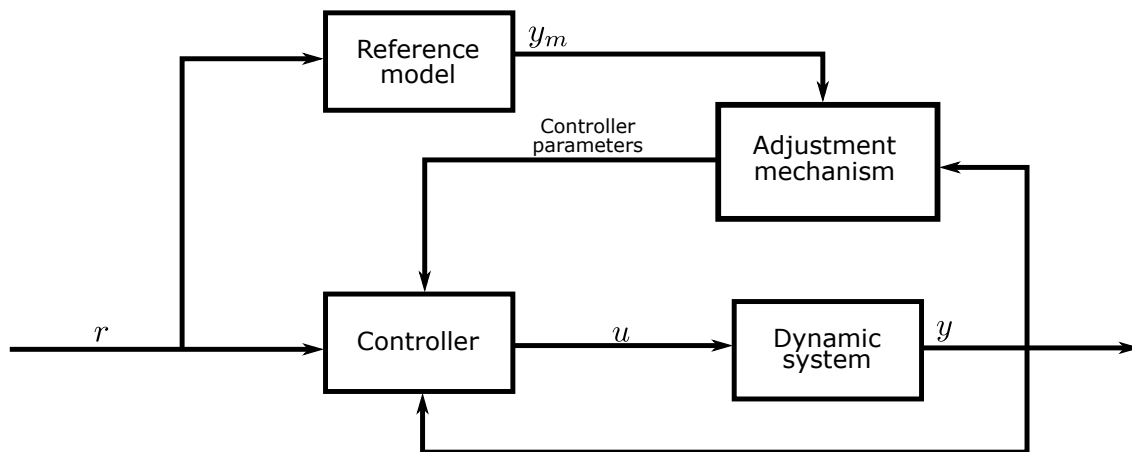 Reference
model
y_m
Controller
parameters
Adjustment
mechanism
r
Controller
u
Dynamic
system
y